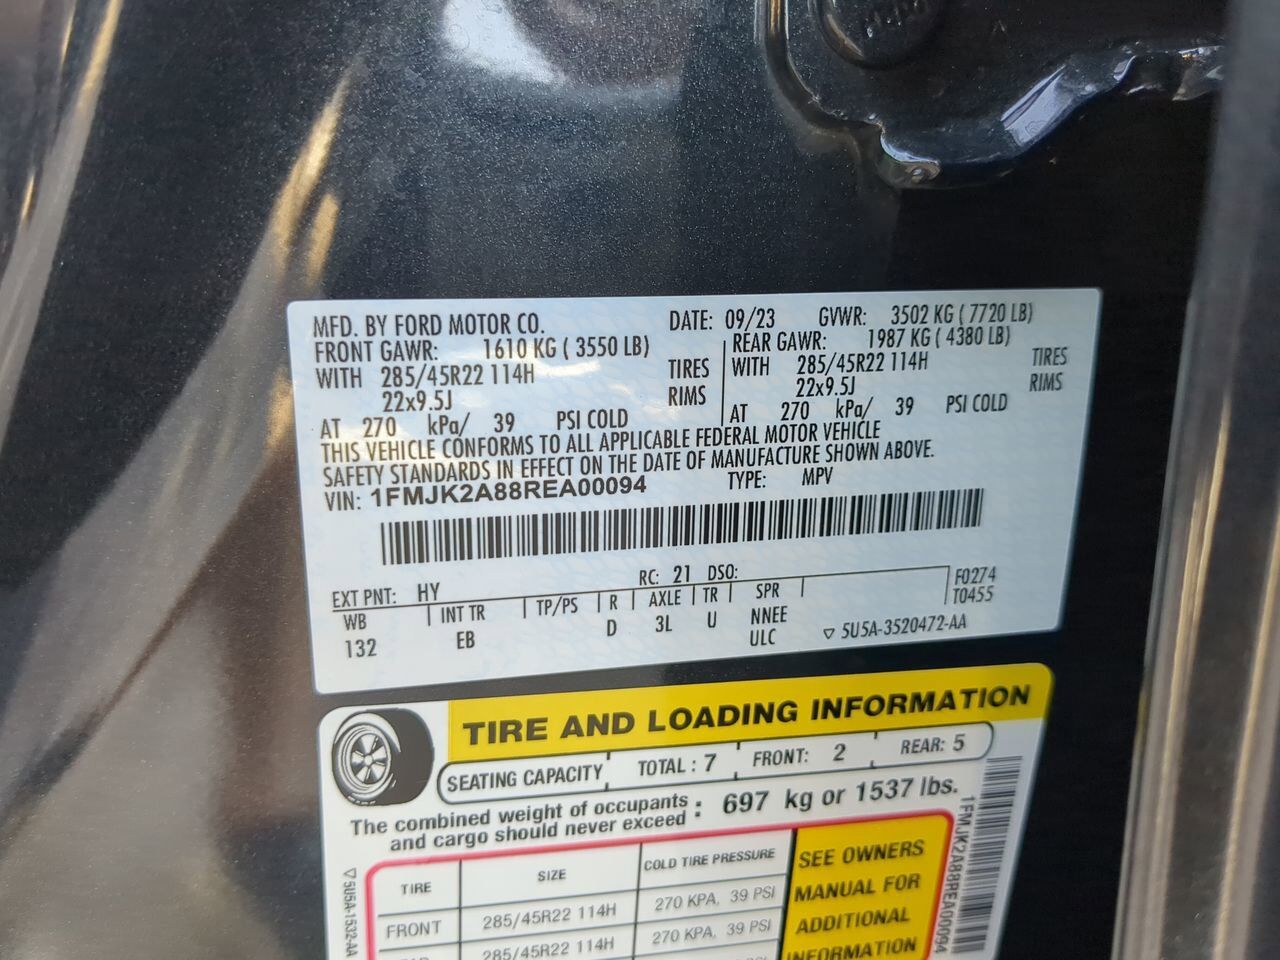 MFD. BY FORD MOTOR CO. DATE: 09/23 GVWR: 3502 KG ( 7720 LB)
FRONT GAWR: 1610 KG ( 3550 LB) REAR GAWR: 1987 KG ( 4380 LB)
WITH 285/45R22 114H TIRES WITH 285/45R22 114H TIRES
22x9.5J RIMS 22x9.5J RIMS
AT 270 kPa/ 39 PSI COLD AT 270 kPa/ 39 PSI COLD
THIS VEHICLE CONFORMS TO ALL APPLICABLE FEDERAL MOTOR VEHICLE
SAFETY STANDARDS IN EFFECT ON THE DATE OF MANUFACTURE SHOWN ABOVE.
VIN: 1FMJK2A88REA00094 TYPE: MPV
EXT PNT: HY RC: 21 DSO: F0274
WB INT TR TP/PS R AXLE TR SPR T0455
132 EB D 3L U NNEE
ULC ▽ 5U5A-3520472-AA
TIRE AND LOADING INFORMATION
SEATING CAPACITY TOTAL : 7 FRONT: 2 REAR: 5
The combined weight of occupants
and cargo should never exceed : 697 kg or 1537 lbs.
TIRE SIZE COLD TIRE PRESSURE
FRONT 285/45R22 114H 270 KPA, 39 PSI
285/45R22 114H 270 KPA, 39 PSI
SEE OWNERS
MANUAL FOR
ADDITIONAL
INFORMATION
1FMJK2A88REA00094
▽ 5U5A-1532-AA